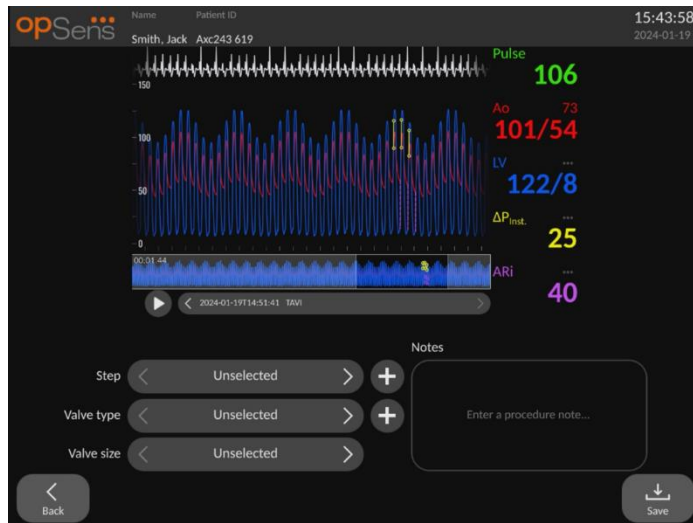 opSens
Name Patient ID
Smith, Jack Axc243 619
15:43:58
2024-01-19
150
100
50
0
Pulse
106
Ao 73
101/54
LV ---
122/8
ΔPInst. ---
25
ARi ---
40
00:01:44
2024-01-19T14:51:41 TAVI
Notes
Step Unselected
Valve type Unselected
Enter a procedure note...
Valve size Unselected
Back
Save